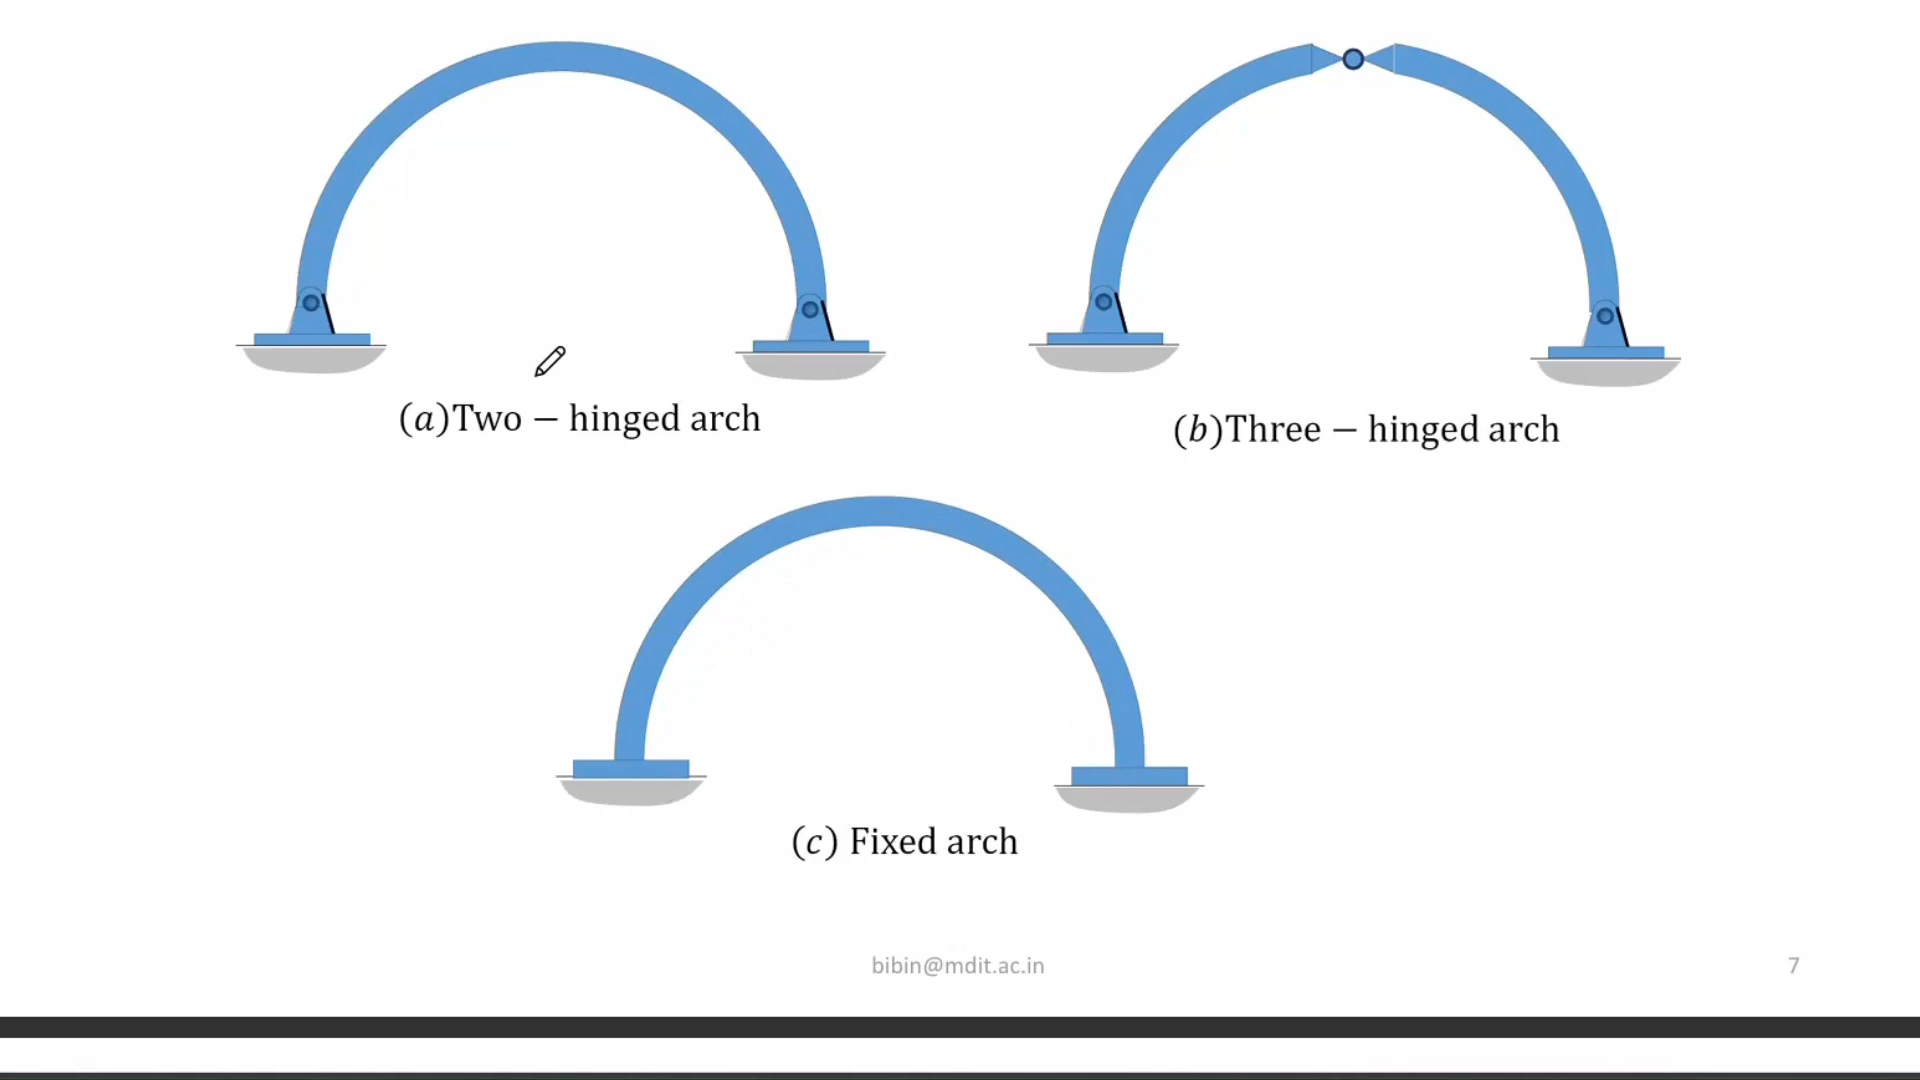 (a)Two − hinged arch
(b)Three − hinged arch
(c) Fixed arch
bibin@mdit.ac.in
7